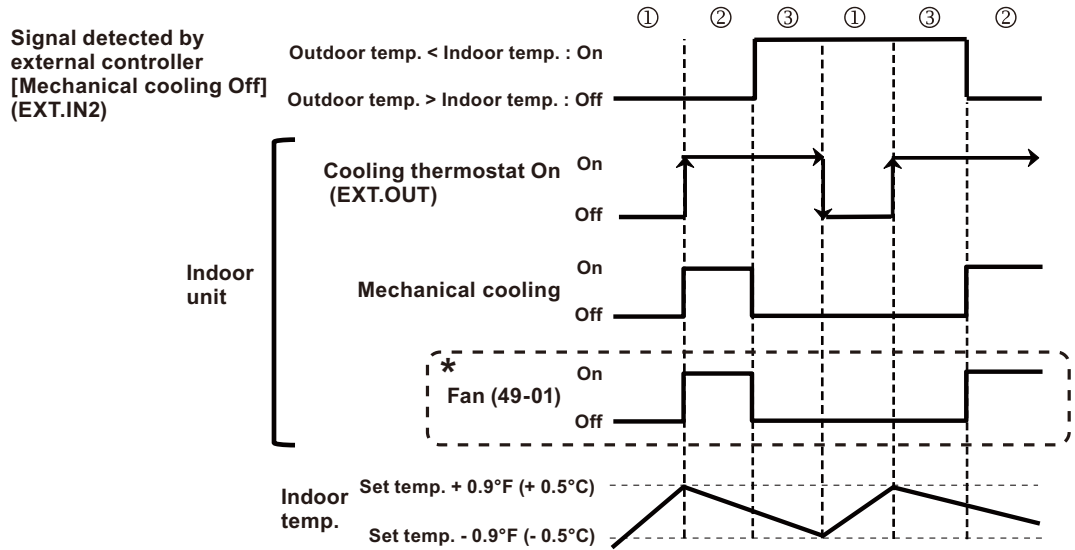 ① ② ③ ① ③ ②
Signal detected by
external controller
[Mechanical cooling Off]
(EXT.IN2)
Outdoor temp. < Indoor temp. : On
Outdoor temp. > Indoor temp. : Off
Indoor
unit
Cooling thermostat On
(EXT.OUT)
On
Off
Mechanical cooling
On
Off
*
Fan (49-01)
On
Off
Indoor
temp.
Set temp. + 0.9°F (+ 0.5°C)
Set temp. - 0.9°F (- 0.5°C)